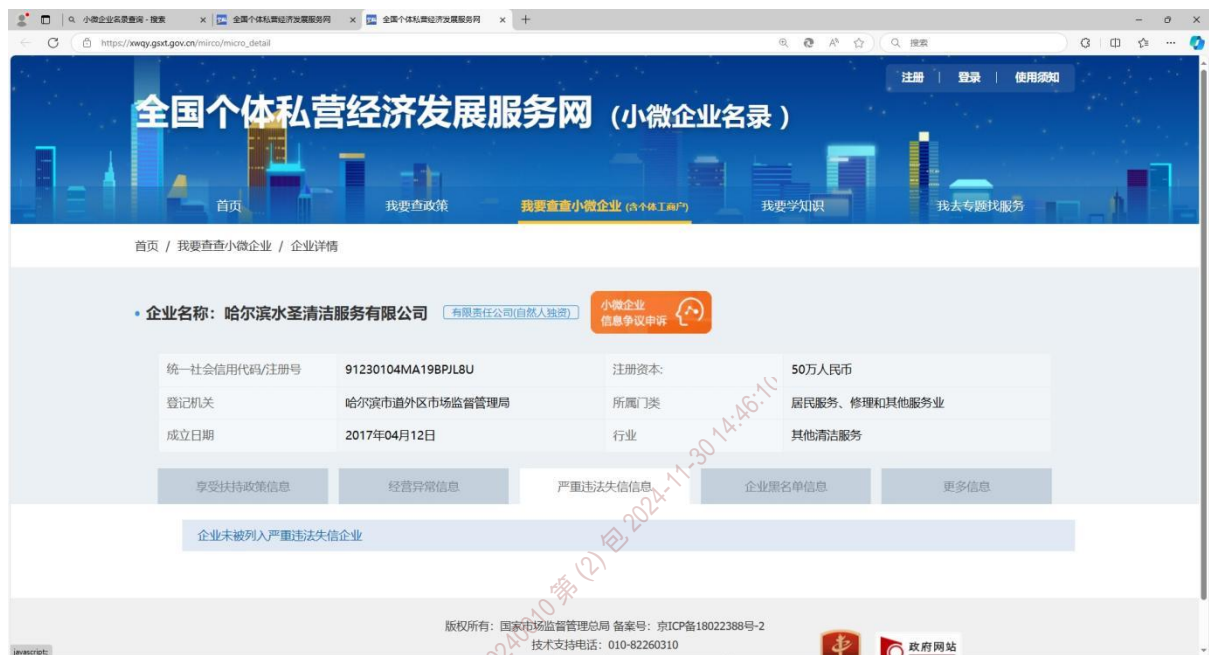 小微企业名录查询 - 搜索
全国个体私营经济发展服务网
全国个体私营经济发展服务网
https://xwqy.gsxt.gov.cn/mirco/micro_detail
搜索
注册 | 登录 | 使用须知
全国个体私营经济发展服务网 (小微企业名录)
首页 我要查政策 我要查查小微企业 (含个体工商户) 我要学知识 我去专题找服务
首页 / 我要查查小微企业 / 企业详情
• 企业名称: 哈尔滨水圣清洁服务有限公司 有限责任公司(自然人独资)
小微企业
信息争议申诉
统一社会信用代码/注册号 91230104MA19BPJL8U 注册资本: 50万人民币
登记机关 哈尔滨市道外区市场监督管理局 所属门类 居民服务、修理和其他服务业
成立日期 2017年04月12日 行业 其他清洁服务
享受扶持政策信息 经营异常信息 严重违法失信信息 企业黑名单信息 更多信息
企业未被列入严重违法失信企业
第 (2) 包 2024-11-30 14:46:10
版权所有: 国家市场监督管理总局 备案号: 京ICP备18022388号-2
技术支持电话: 010-82260310
政府网站
javascript: